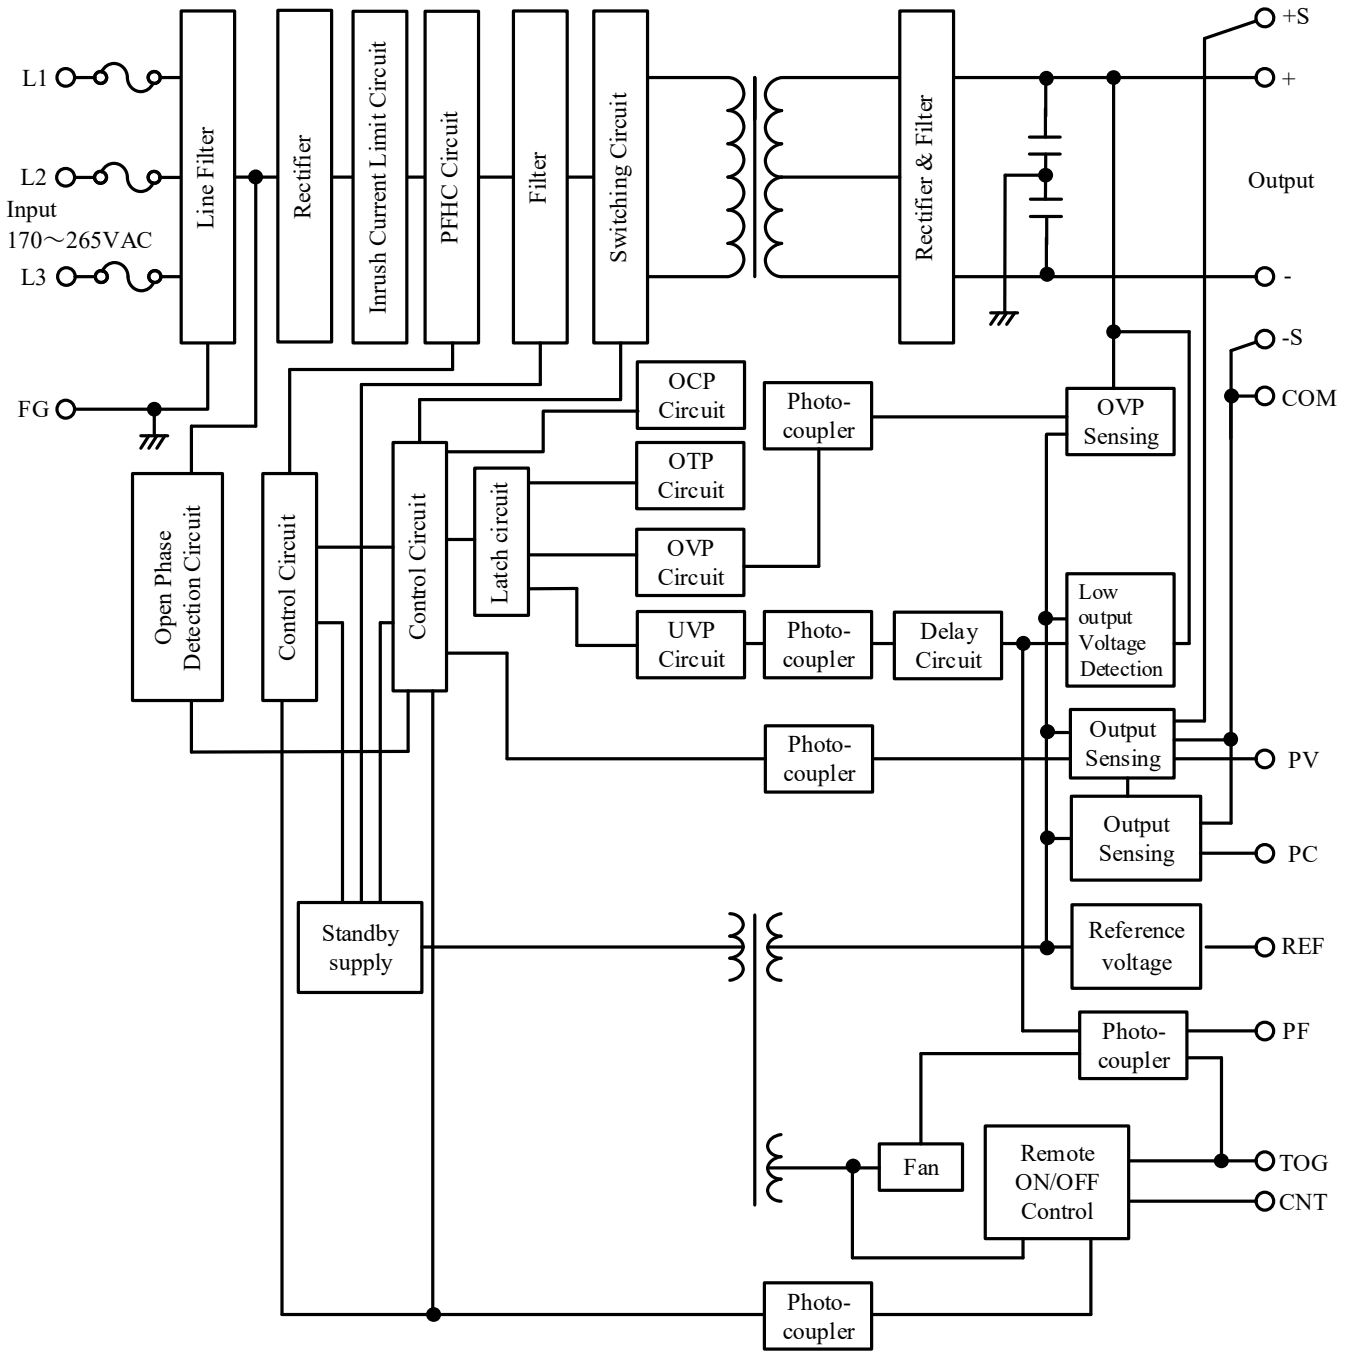 L1
L2
Input
170～265VAC
L3
FG
Line Filter
Rectifier
Inrush Current Limit Circuit
PFHC Circuit
Filter
Switching Circuit
Rectifier & Filter
+S
+
Output
-
-S
COM
OCP
Circuit
OTP
Circuit
OVP
Circuit
UVP
Circuit
Photo-
coupler
OVP
Sensing
Open Phase
Detection Circuit
Control Circuit
Control Circuit
Latch circuit
Photo-
coupler
Delay
Circuit
Low
output
Voltage
Detection
Photo-
coupler
Output
Sensing
PV
Output
Sensing
PC
Standby
supply
Reference
voltage
REF
Photo-
coupler
PF
Fan
Remote
ON/OFF
Control
TOG
CNT
Photo-
coupler